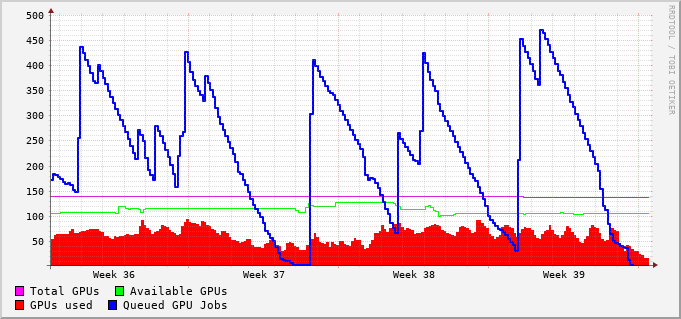 500
450
400
350
300
250
200
150
100
50
Week 36 Week 37 Week 38 Week 39
Total GPUs Available GPUs
GPUs used Queued GPU Jobs
RRDTOOL / TOBI OETIKER